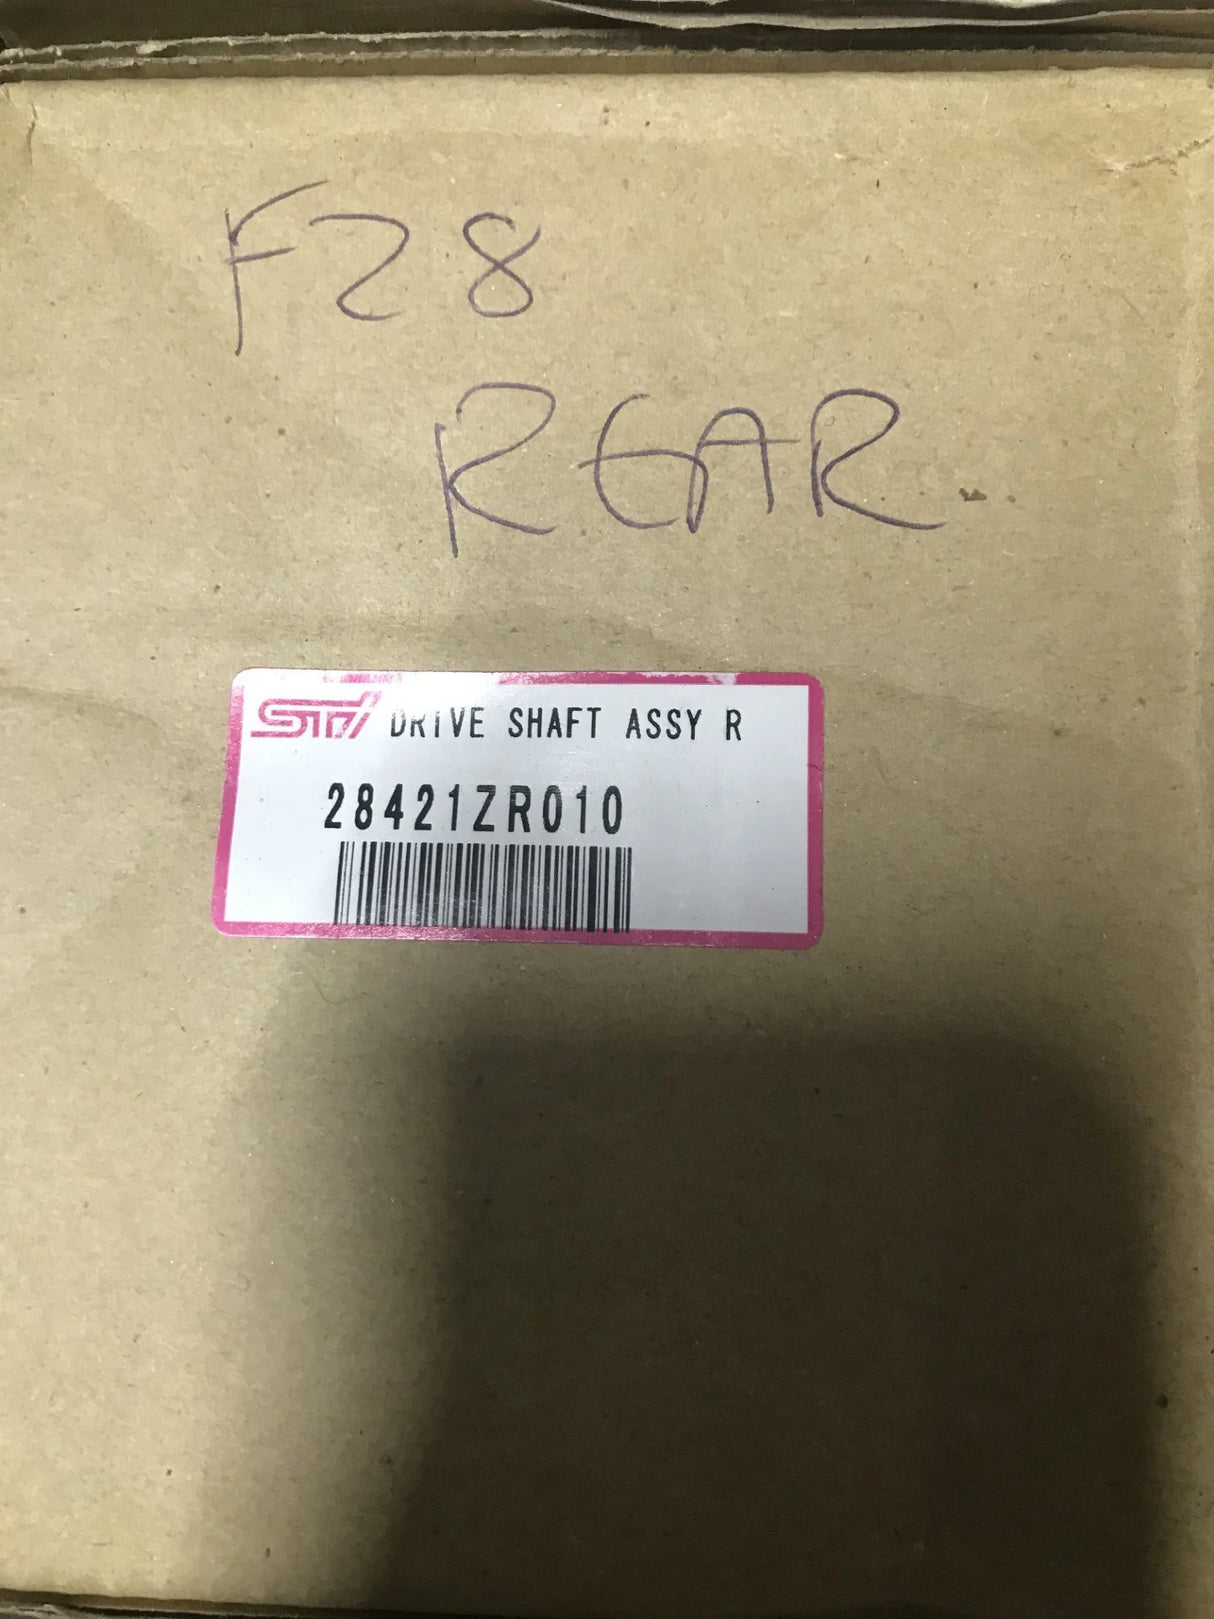 F28
REAR
STI DRIVE SHAFT ASSY R
28421ZR010